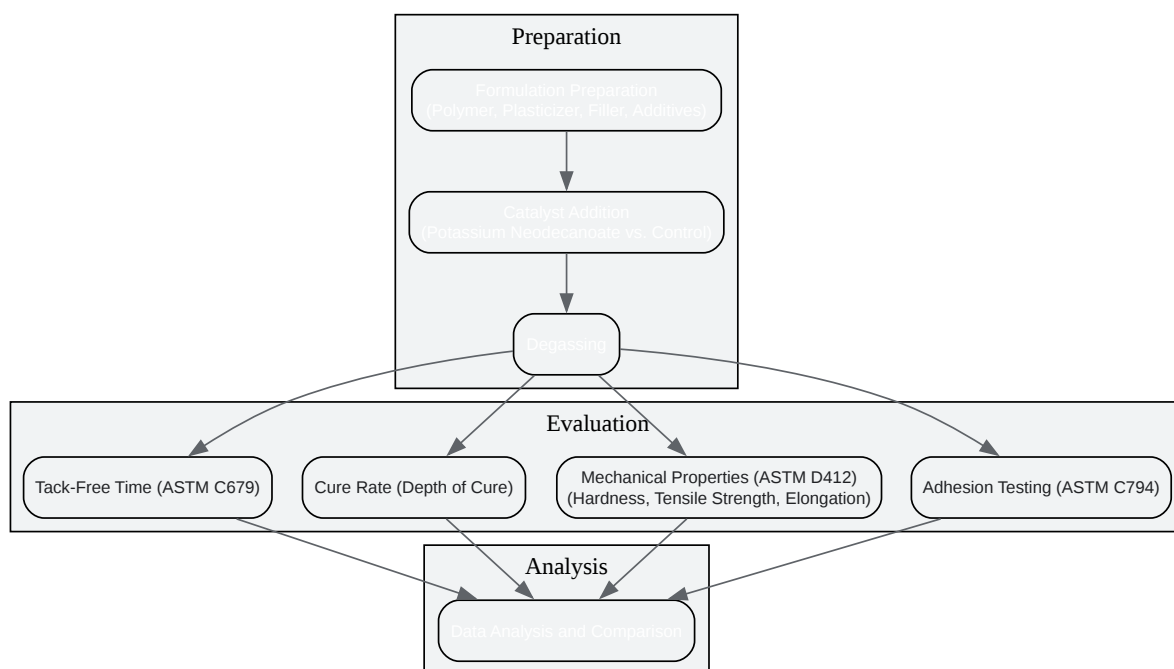 Preparation
Formulation Preparation
(Polymer, Plasticizer, Filler, Additives)
Catalyst Addition
(Potassium Neodecanoate vs. Control)
Degassing
Evaluation
Tack-Free Time (ASTM C679)
Cure Rate (Depth of Cure)
Mechanical Properties (ASTM D412)
(Hardness, Tensile Strength, Elongation)
Adhesion Testing (ASTM C794)
Analysis
Data Analysis and Comparison